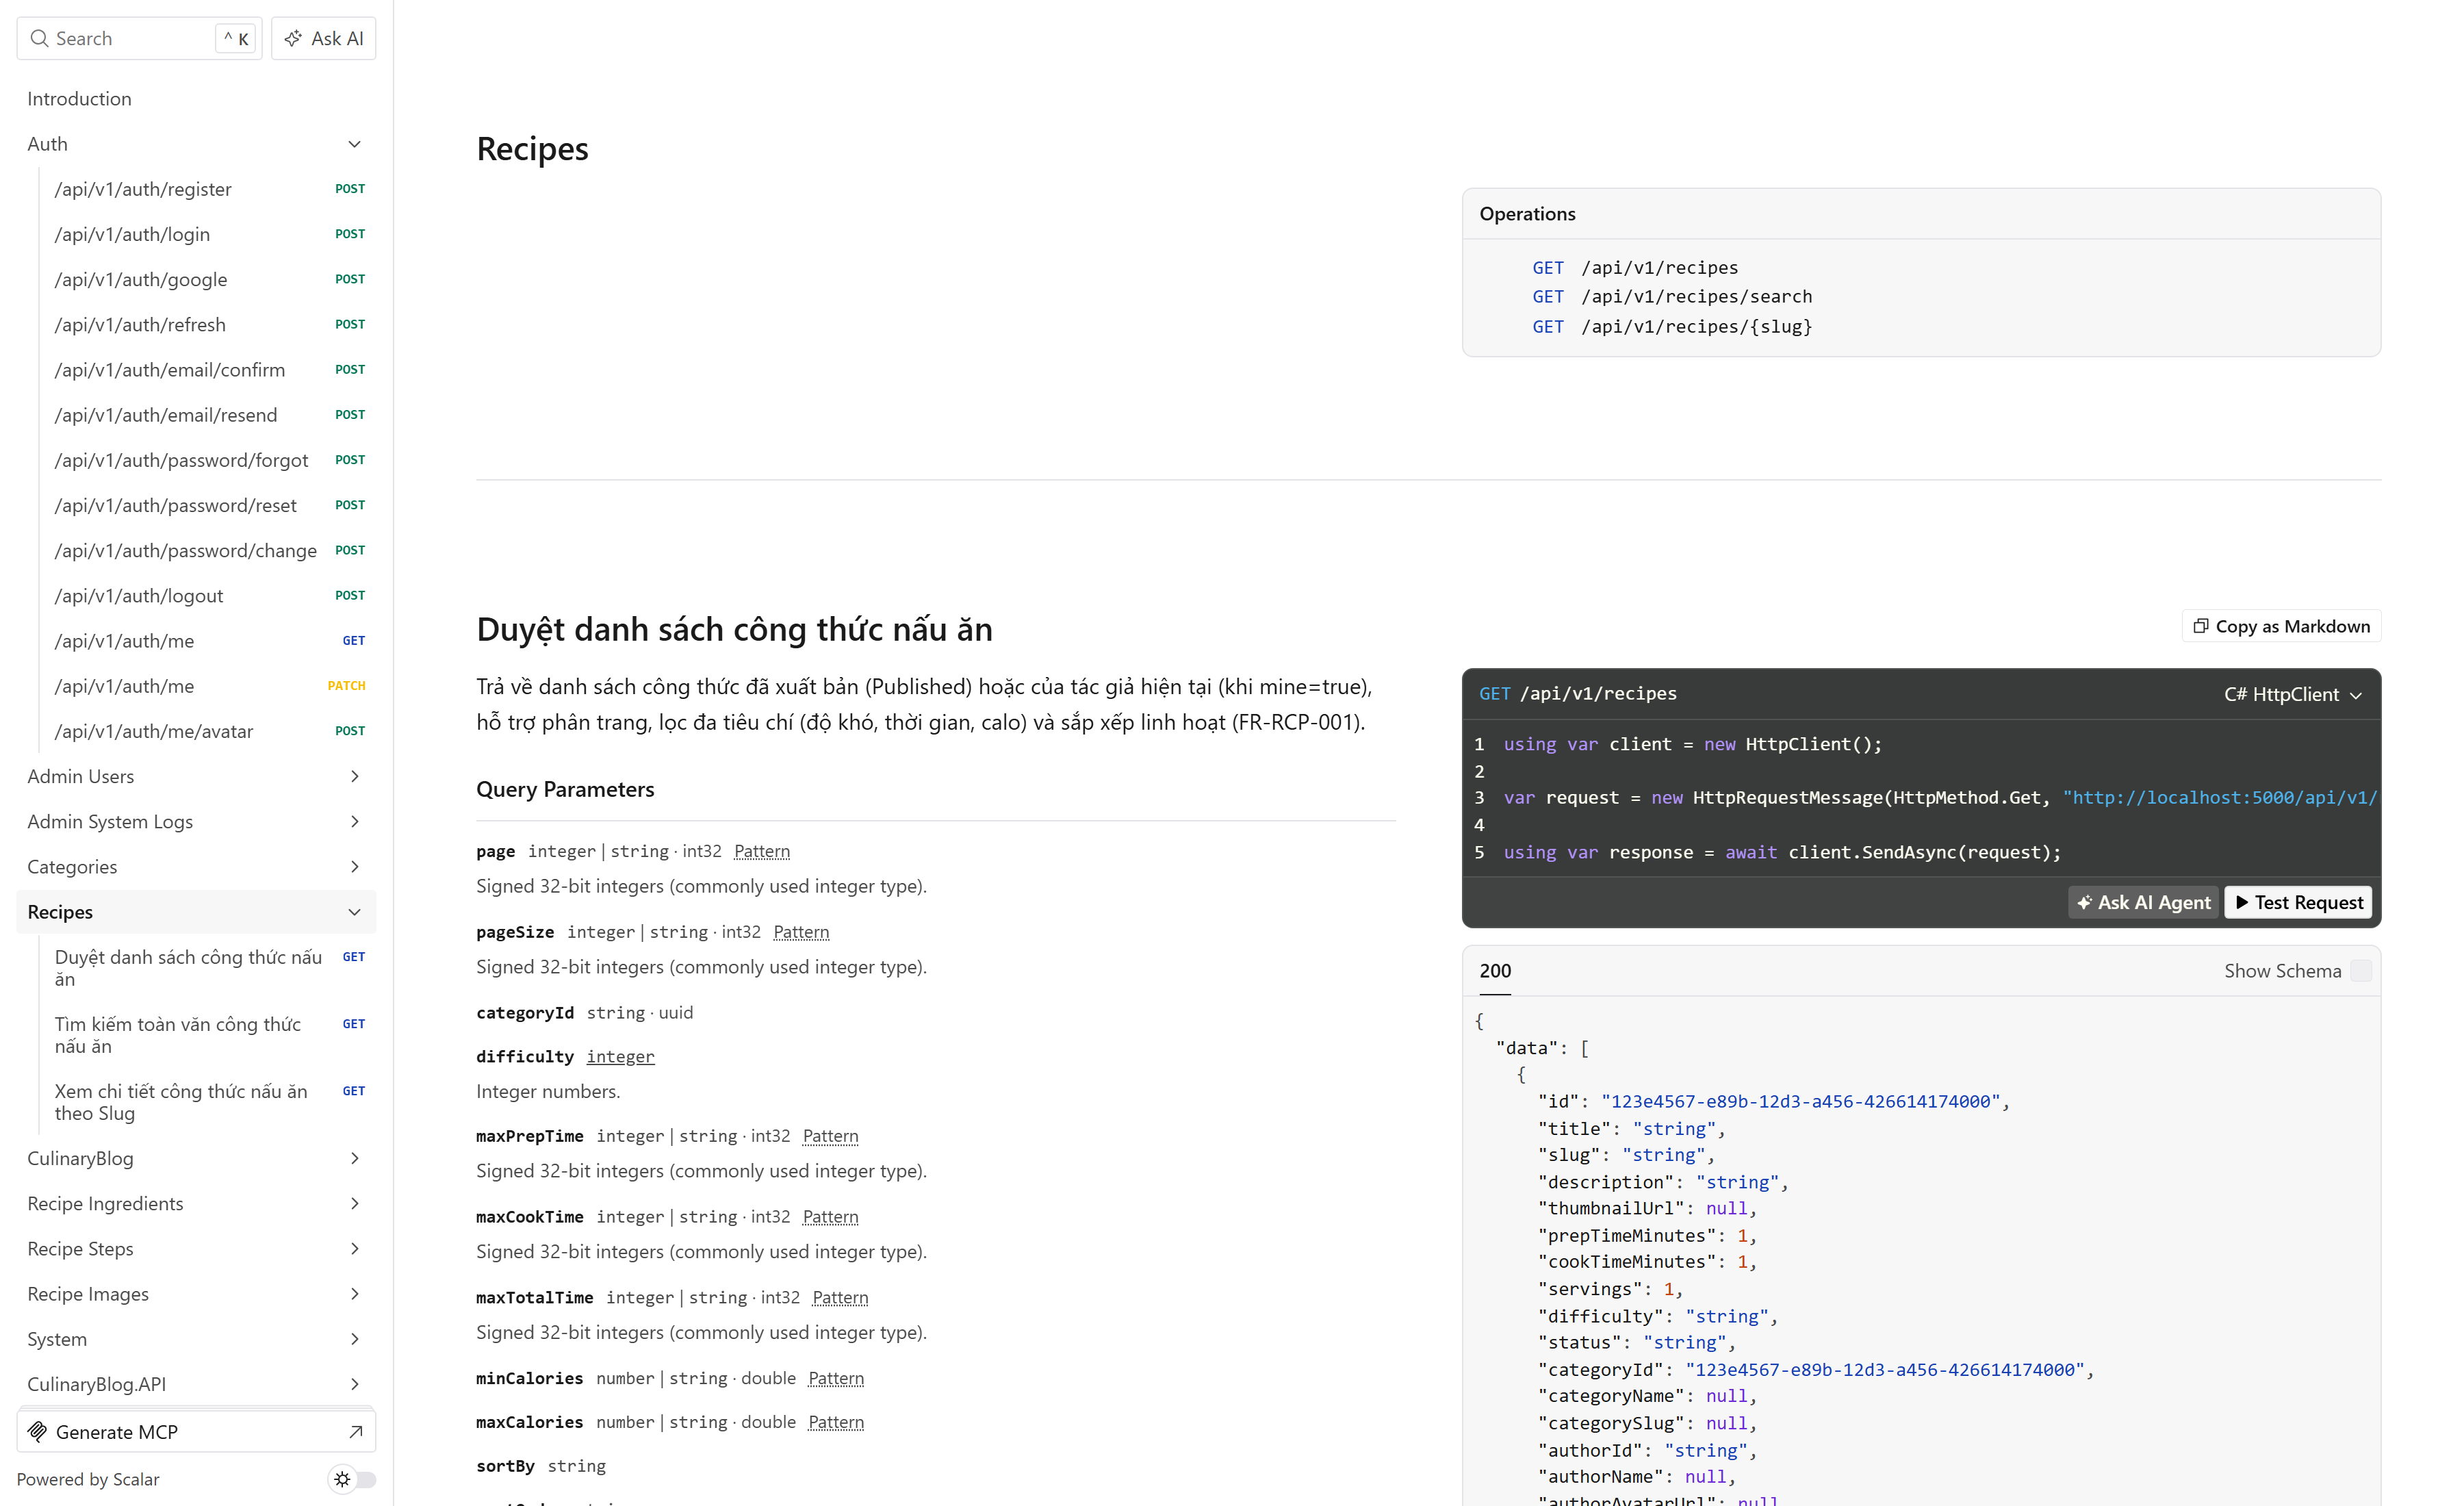 Search
^ K
Ask AI
Introduction
Auth
/api/v1/auth/register POST
/api/v1/auth/login POST
/api/v1/auth/google POST
/api/v1/auth/refresh POST
/api/v1/auth/email/confirm POST
/api/v1/auth/email/resend POST
/api/v1/auth/password/forgot POST
/api/v1/auth/password/reset POST
/api/v1/auth/password/change POST
/api/v1/auth/logout POST
/api/v1/auth/me GET
/api/v1/auth/me PATCH
/api/v1/auth/me/avatar POST
Admin Users
Admin System Logs
Categories
Recipes
Duyệt danh sách công thức nấu GET
ăn
Tìm kiếm toàn văn công thức GET
nấu ăn
Xem chi tiết công thức nấu ăn GET
theo Slug
CulinaryBlog
Recipe Ingredients
Recipe Steps
Recipe Images
System
CulinaryBlog.API
Generate MCP
Powered by Scalar
Recipes
Operations
GET /api/v1/recipes
GET /api/v1/recipes/search
GET /api/v1/recipes/{slug}
Duyệt danh sách công thức nấu ăn
Copy as Markdown
Trả về danh sách công thức đã xuất bản (Published) hoặc của tác giả hiện tại (khi mine=true),
hỗ trợ phân trang, lọc đa tiêu chí (độ khó, thời gian, calo) và sắp xếp linh hoạt (FR-RCP-001).
Query Parameters
page integer | string · int32 Pattern
Signed 32-bit integers (commonly used integer type).
pageSize integer | string · int32 Pattern
Signed 32-bit integers (commonly used integer type).
categoryId string · uuid
difficulty integer
Integer numbers.
maxPrepTime integer | string · int32 Pattern
Signed 32-bit integers (commonly used integer type).
maxCookTime integer | string · int32 Pattern
Signed 32-bit integers (commonly used integer type).
maxTotalTime integer | string · int32 Pattern
Signed 32-bit integers (commonly used integer type).
minCalories number | string · double Pattern
maxCalories number | string · double Pattern
sortBy string
GET /api/v1/recipes
C# HttpClient
1 using var client = new HttpClient();
2
3 var request = new HttpRequestMessage(HttpMethod.Get, "http://localhost:5000/api/v1/
4
5 using var response = await client.SendAsync(request);
Ask AI Agent
Test Request
200
Show Schema
{
"data": [
{
"id": "123e4567-e89b-12d3-a456-426614174000",
"title": "string",
"slug": "string",
"description": "string",
"thumbnailUrl": null,
"prepTimeMinutes": 1,
"cookTimeMinutes": 1,
"servings": 1,
"difficulty": "string",
"status": "string",
"categoryId": "123e4567-e89b-12d3-a456-426614174000",
"categoryName": null,
"categorySlug": null,
"authorId": "string",
"authorName": null,
"authorAvatarUrl": null